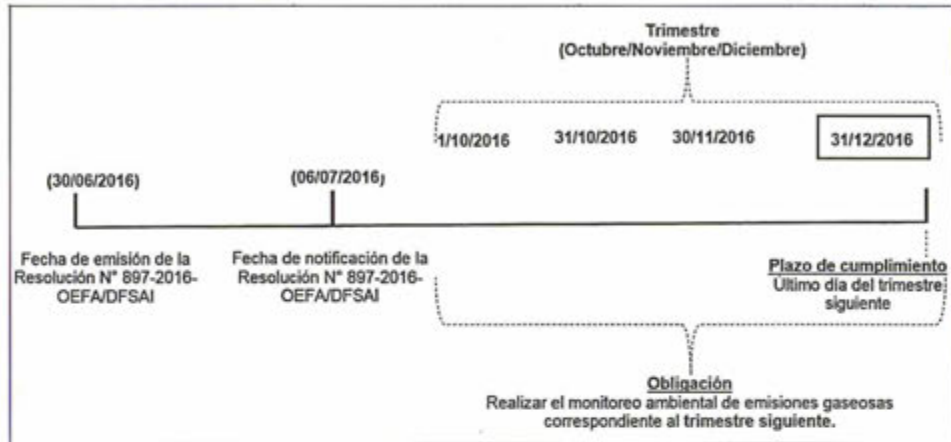 Trimestre
(Octubre/Noviembre/Diciembre)
1/10/2016 31/10/2016 30/11/2016 31/12/2016
(30/06/2016) (06/07/2016)
Fecha de emisión de la
Resolución N° 897-2016-
OEFA/DFSAI
Fecha de notificación de la
Resolución N° 897-2016-
OEFA/DFSAI
Plazo de cumplimiento
Último día del trimestre
siguiente
Obligación
Realizar el monitoreo ambiental de emisiones gaseosas
correspondiente al trimestre siguiente.